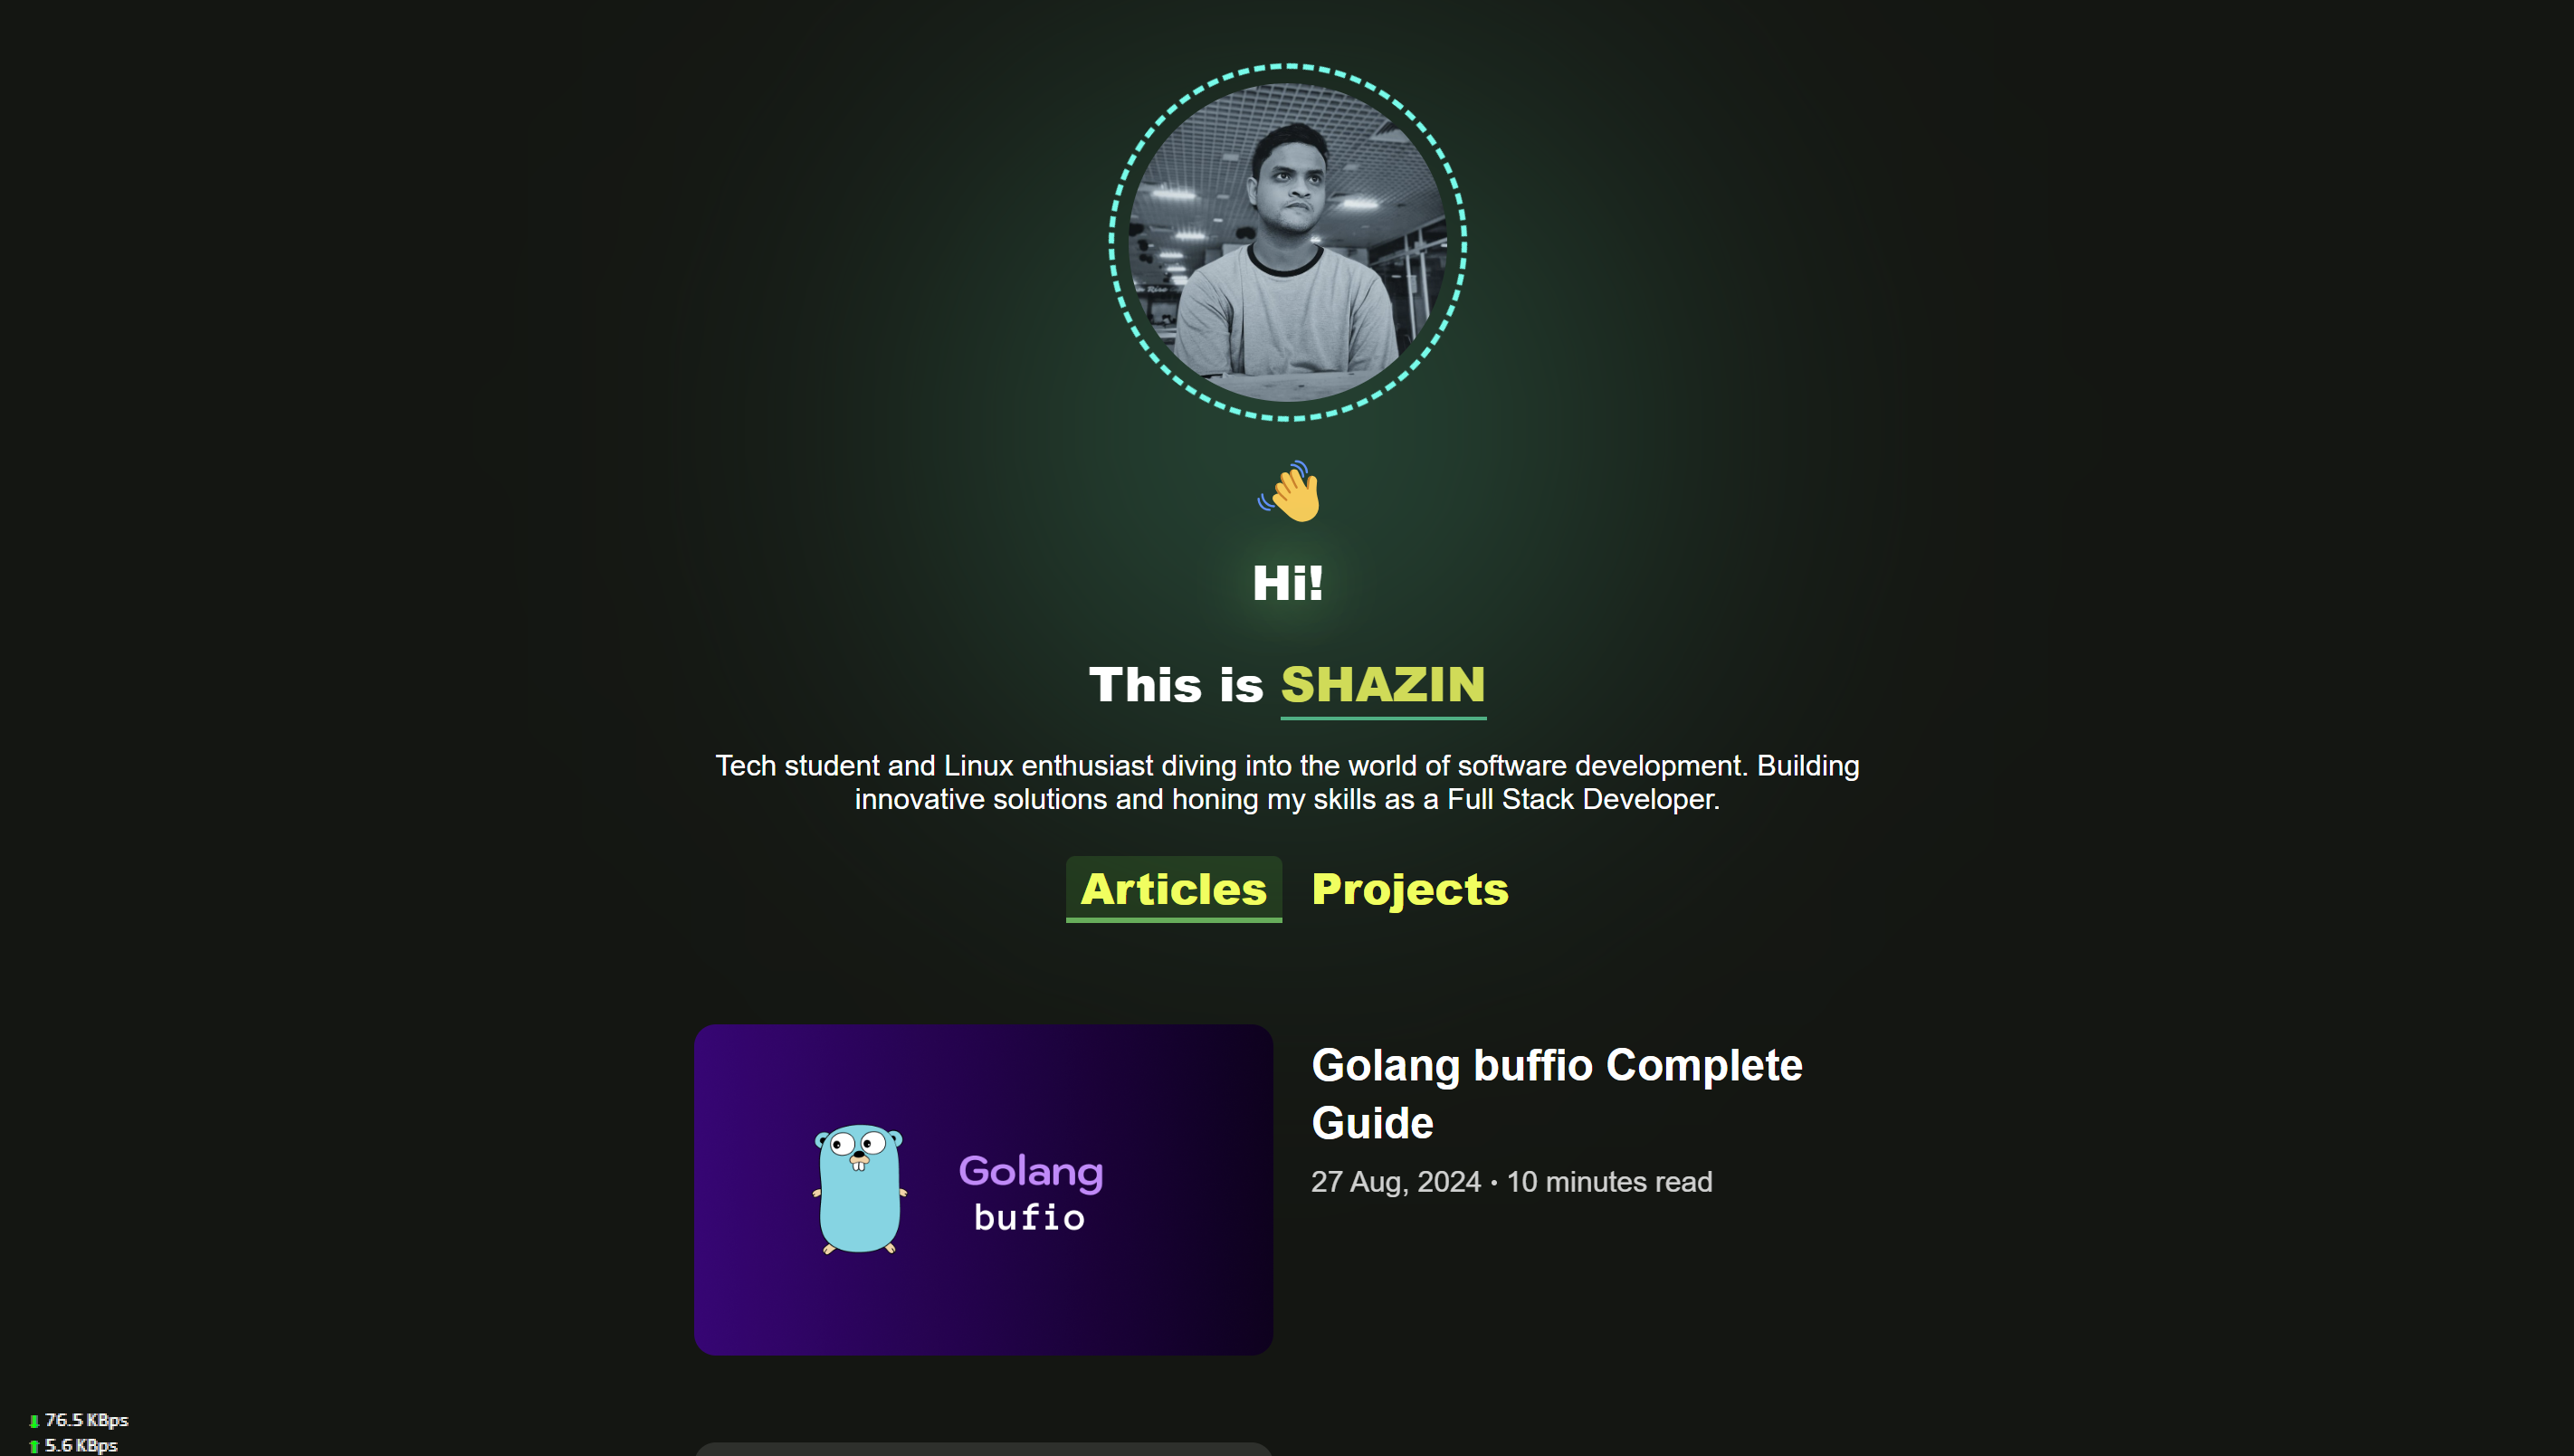 Hi!
This is SHAZIN
Tech student and Linux enthusiast diving into the world of software development. Building
innovative solutions and honing my skills as a Full Stack Developer.
Articles Projects
Golang
bufio
Golang buffio Complete
Guide
27 Aug, 2024 • 10 minutes read
76.5 KBps
5.6 KBps